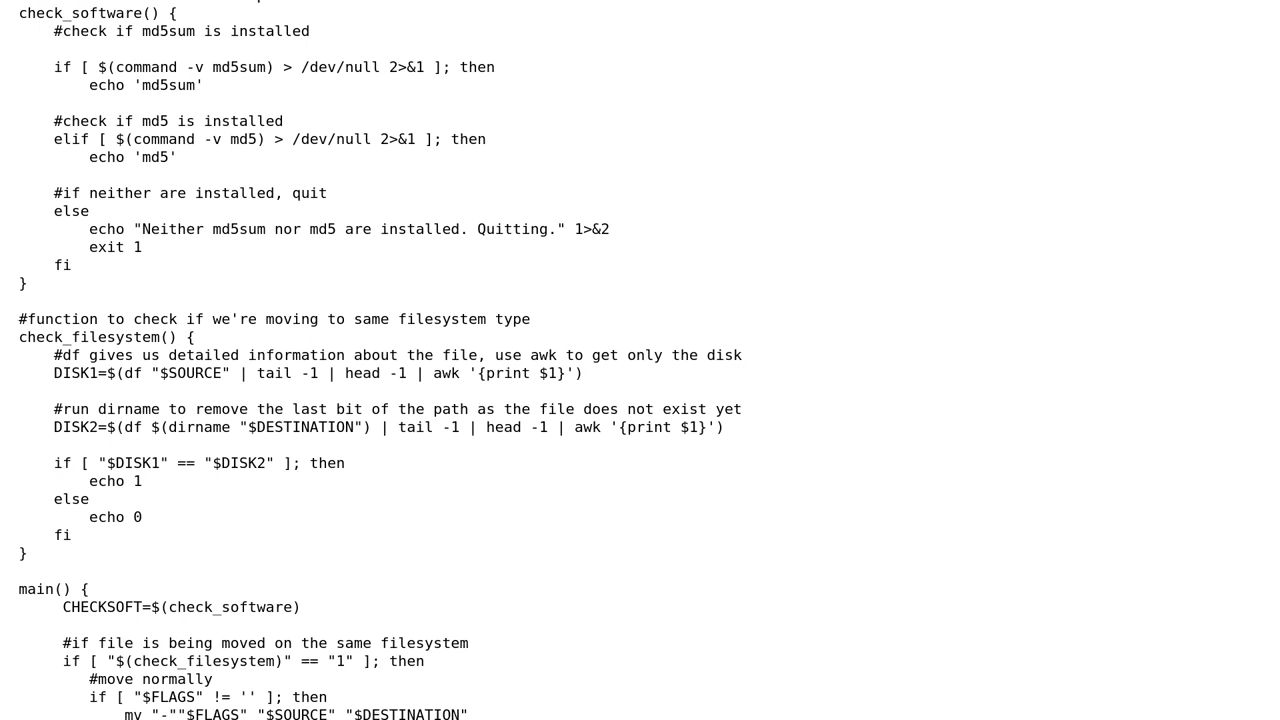 check_software() {
    #check if md5sum is installed

    if [ $(command -v md5sum) > /dev/null 2>&1 ]; then
        echo 'md5sum'

    #check if md5 is installed
    elif [ $(command -v md5) > /dev/null 2>&1 ]; then
        echo 'md5'

    #if neither are installed, quit
    else
        echo "Neither md5sum nor md5 are installed. Quitting." 1>&2
        exit 1
    fi
}

#function to check if we're moving to same filesystem type
check_filesystem() {
    #df gives us detailed information about the file, use awk to get only the disk
    DISK1=$(df "$SOURCE" | tail -1 | head -1 | awk '{print $1}')

    #run dirname to remove the last bit of the path as the file does not exist yet
    DISK2=$(df $(dirname "$DESTINATION") | tail -1 | head -1 | awk '{print $1}')

    if [ "$DISK1" == "$DISK2" ]; then
        echo 1
    else
        echo 0
    fi
}

main() {
     CHECKSOFT=$(check_software)

     #if file is being moved on the same filesystem
     if [ "$(check_filesystem)" == "1" ]; then
        #move normally
        if [ "$FLAGS" != '' ]; then
            mv "-""$FLAGS" "$SOURCE" "$DESTINATION"